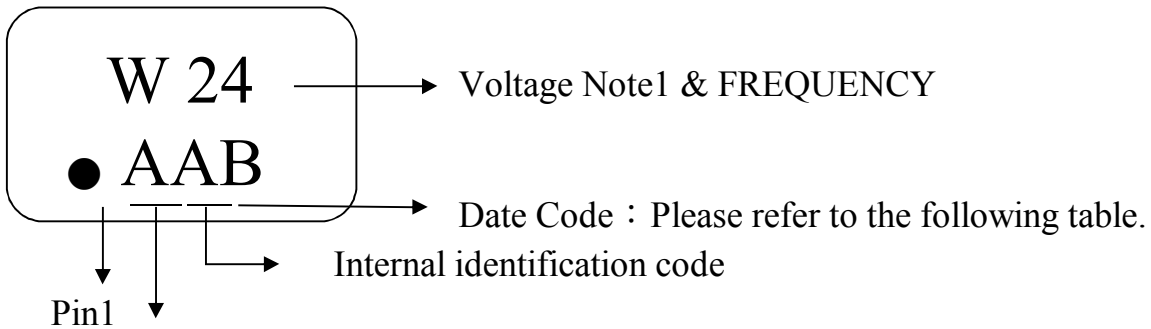 W 24
Voltage Note1 & FREQUENCY
● AAB
Date Code：Please refer to the following table.
Internal identification code
Pin1